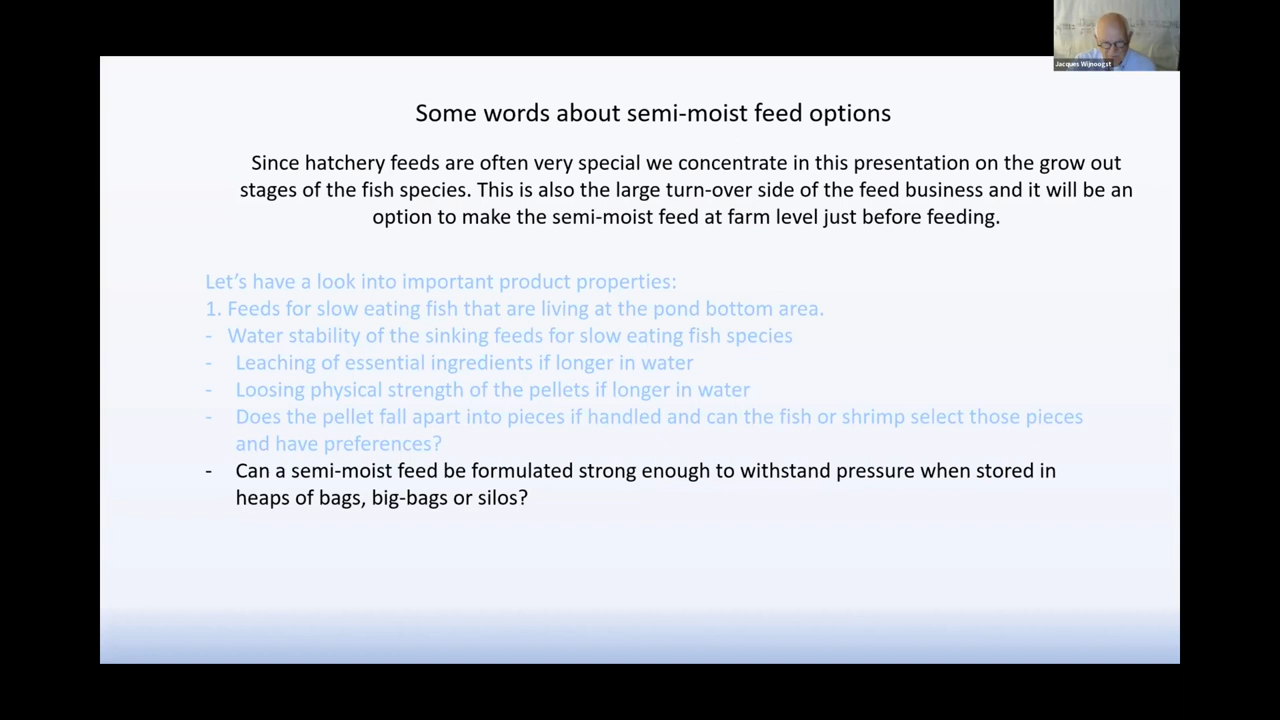 Jacques Wijnoogst
Some words about semi-moist feed options
Since hatchery feeds are often very special we concentrate in this presentation on the grow out
stages of the fish species. This is also the large turn-over side of the feed business and it will be an
option to make the semi-moist feed at farm level just before feeding.
Let's have a look into important product properties:
1. Feeds for slow eating fish that are living at the pond bottom area.
- Water stability of the sinking feeds for slow eating fish species
- Leaching of essential ingredients if longer in water
- Loosing physical strength of the pellets if longer in water
- Does the pellet fall apart into pieces if handled and can the fish or shrimp select those pieces
and have preferences?
- Can a semi-moist feed be formulated strong enough to withstand pressure when stored in
heaps of bags, big-bags or silos?